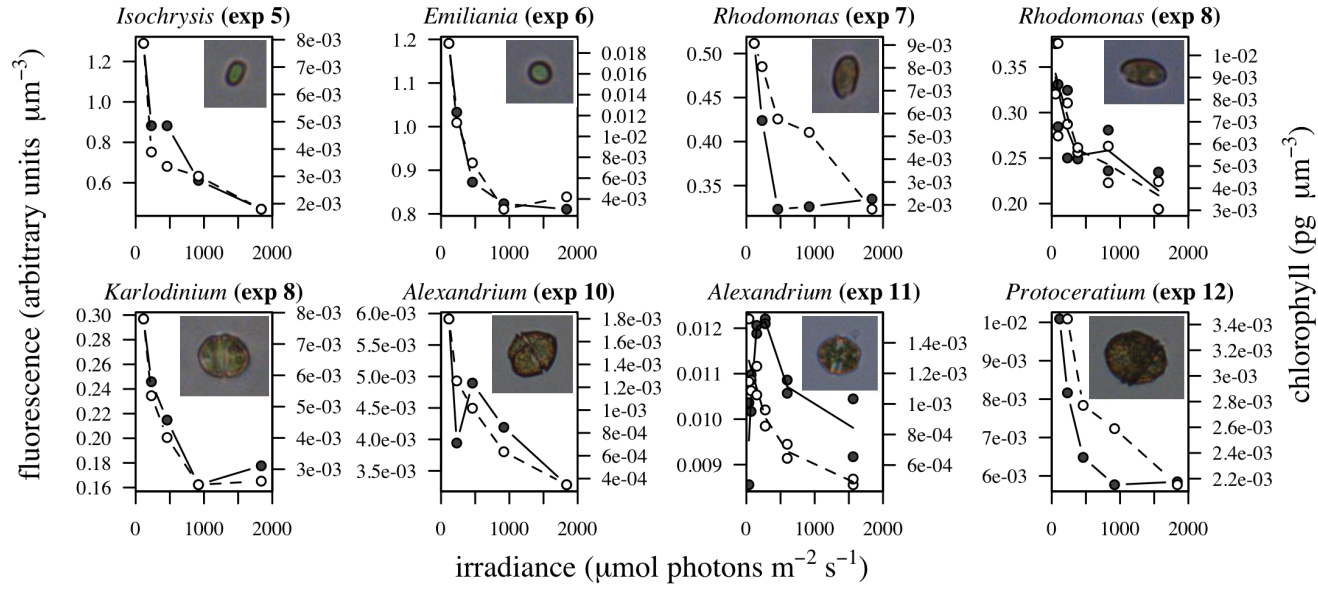 Isochrysis (exp 5)
Emiliania (exp 6)
Rhodomonas (exp 7)
Rhodomonas (exp 8)
1.2
1.0
0.8
0.6
8e-03
7e-03
6e-03
5e-03
4e-03
3e-03
2e-03
0 1000 2000
1.2
1.1
1.0
0.9
0.8
0.018
0.016
0.014
0.012
1e-02
8e-03
6e-03
4e-03
0 1000 2000
0.50
0.45
0.40
0.35
9e-03
8e-03
7e-03
6e-03
5e-03
4e-03
3e-03
2e-03
0 1000 2000
0.35
0.30
0.25
0.20
1e-02
9e-03
8e-03
7e-03
6e-03
5e-03
4e-03
3e-03
0 1000 2000
Karlodinium (exp 8)
Alexandrium (exp 10)
Alexandrium (exp 11)
Protoceratium (exp 12)
0.30
0.28
0.26
0.24
0.22
0.20
0.18
0.16
8e-03
7e-03
6e-03
5e-03
4e-03
3e-03
0 1000 2000
6.0e-03
5.5e-03
5.0e-03
4.5e-03
4.0e-03
3.5e-03
1.8e-03
1.6e-03
1.4e-03
1.2e-03
1e-03
8e-04
6e-04
4e-04
0 1000 2000
0.012
0.011
0.010
0.009
1.4e-03
1.2e-03
1e-03
8e-04
6e-04
0 1000 2000
1e-02
9e-03
8e-03
7e-03
6e-03
3.4e-03
3.2e-03
3e-03
2.8e-03
2.6e-03
2.4e-03
2.2e-03
0 1000 2000
fluorescence (arbitrary units µm⁻³)
chlorophyll (pg µm⁻³)
irradiance (µmol photons m⁻² s⁻¹)